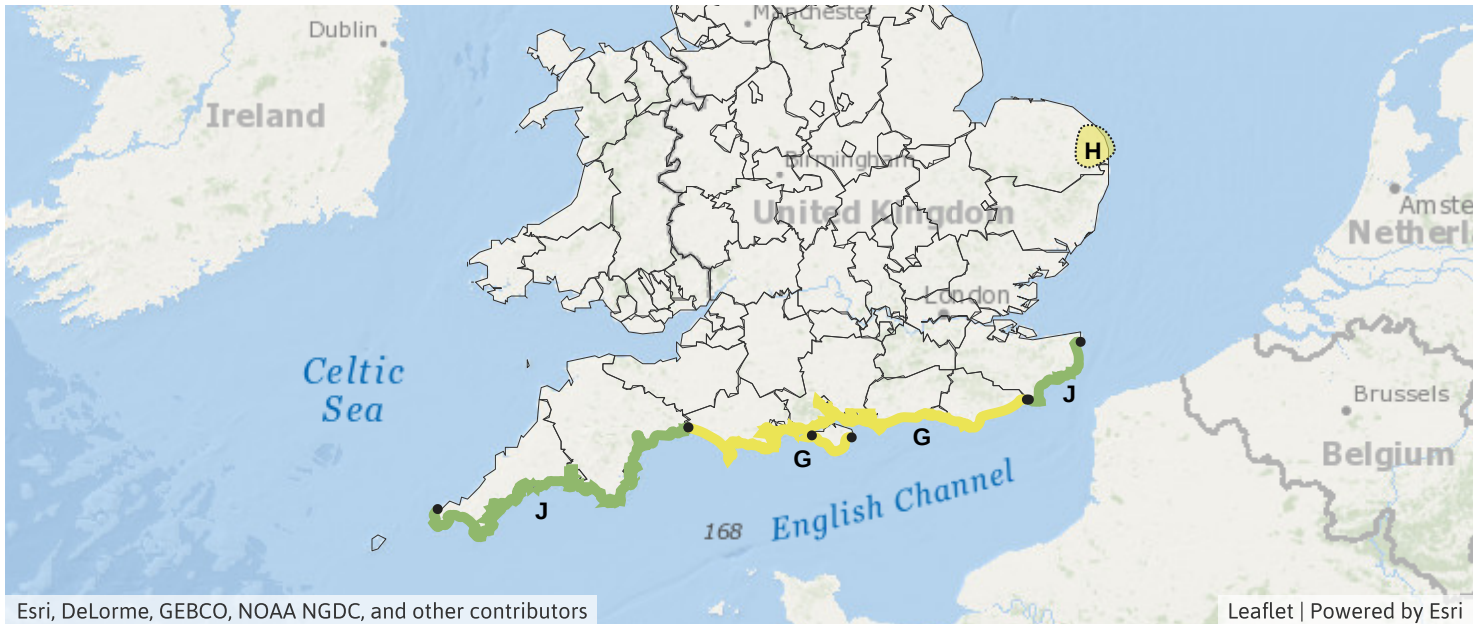 Manchester
Dublin
Ireland
H
Birmingham
United Kingdom
Amste
Netherl
London
Celtic
Sea
Brussels
J
G
Belgium
G
J
168
English Channel
Esri, DeLorme, GEBCO, NOAA NGDC, and other contributors
Leaflet | Powered by Esri